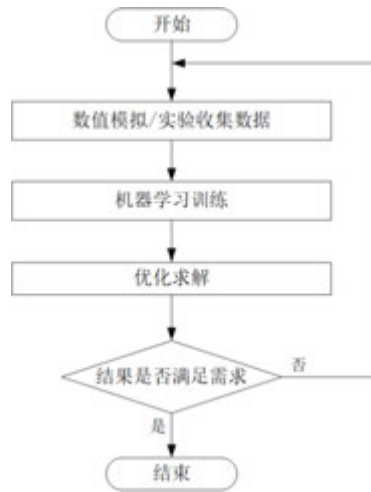 开始
数值模拟/实验收集数据
机器学习训练
优化求解
结果是否满足需求
否
是
结束